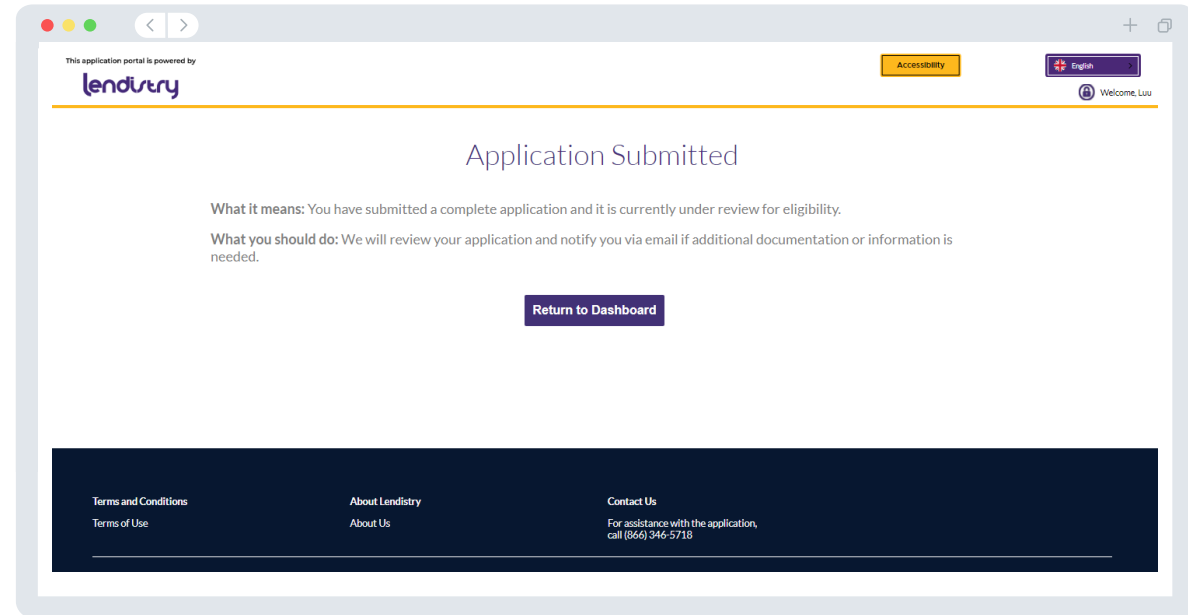 This application portal is powered by
lendistry
Accessibility
English
Welcome, Luu
Application Submitted
What it means: You have submitted a complete application and it is currently under review for eligibility.
What you should do: We will review your application and notify you via email if additional documentation or information is
needed.
Return to Dashboard
Terms and Conditions
Terms of Use
About Lendistry
About Us
Contact Us
For assistance with the application,
call (866) 346-5718